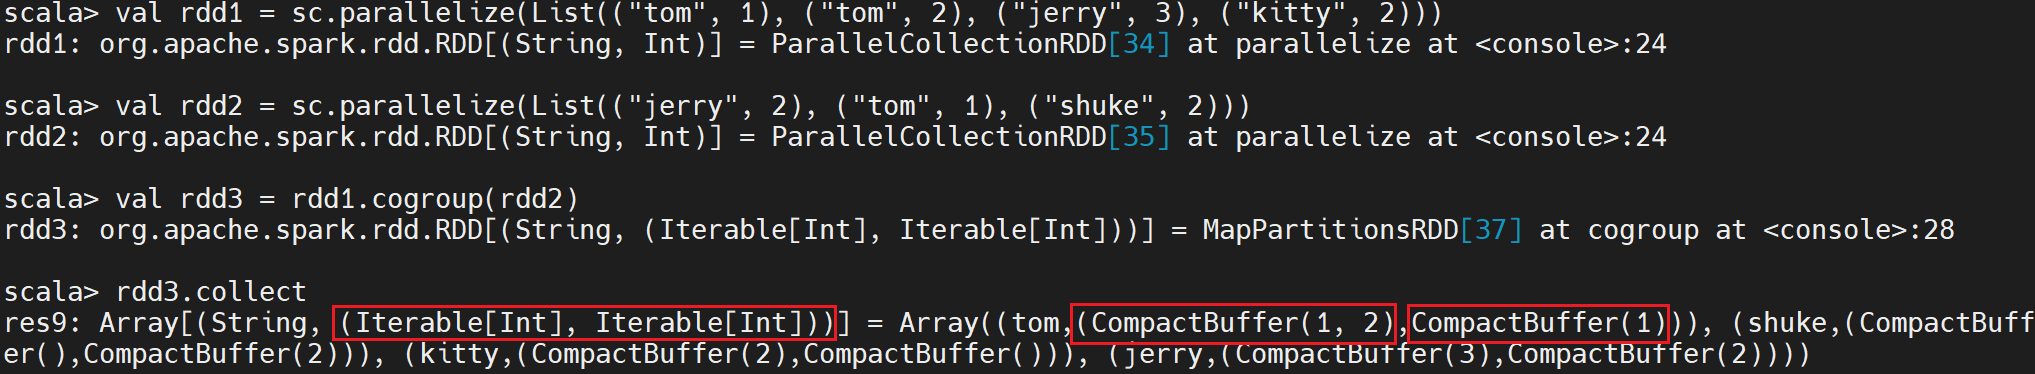 scala> val rdd1 = sc.parallelize(List(("tom", 1), ("tom", 2), ("jerry", 3), ("kitty", 2)))
rdd1: org.apache.spark.rdd.RDD[(String, Int)] = ParallelCollectionRDD[34] at parallelize at <console>:24
scala> val rdd2 = sc.parallelize(List(("jerry", 2), ("tom", 1), ("shuke", 2)))
rdd2: org.apache.spark.rdd.RDD[(String, Int)] = ParallelCollectionRDD[35] at parallelize at <console>:24
scala> val rdd3 = rdd1.cogroup(rdd2)
rdd3: org.apache.spark.rdd.RDD[(String, (Iterable[Int], Iterable[Int]))] = MapPartitionsRDD[37] at cogroup at <console>:28
scala> rdd3.collect
res9: Array[(String, (Iterable[Int], Iterable[Int]))] = Array((tom,(CompactBuffer(1, 2),CompactBuffer(1))), (shuke,(CompactBuff
er(),CompactBuffer(2))), (kitty,(CompactBuffer(2),CompactBuffer())), (jerry,(CompactBuffer(3),CompactBuffer(2))))